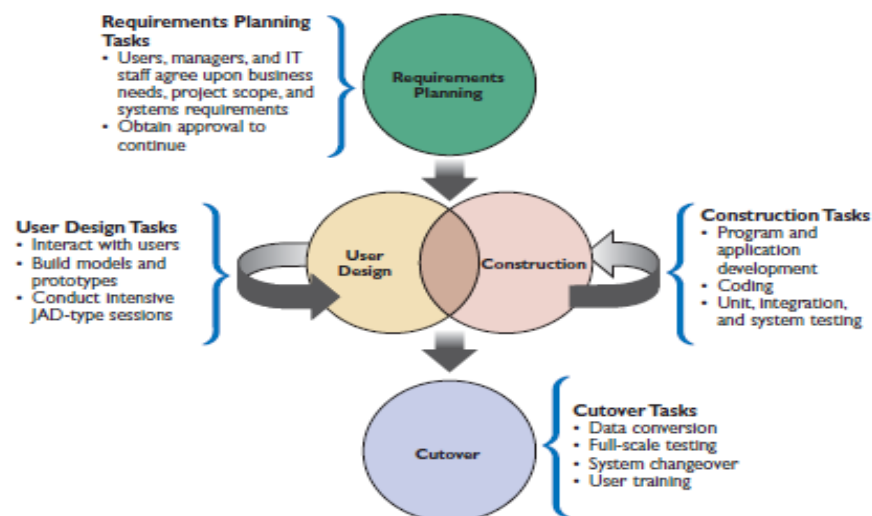 Requirements Planning
Tasks
• Users, managers, and IT
staff agree upon business
needs, project scope, and
systems requirements
• Obtain approval to
continue
Requirements
Planning
User Design Tasks
• Interact with users
• Build models and
prototypes
• Conduct intensive
JAD-type sessions
User
Design
Construction
Construction Tasks
• Program and
application
development
• Coding
• Unit, integration,
and system testing
Cutover
Cutover Tasks
• Data conversion
• Full-scale testing
• System changeover
• User training